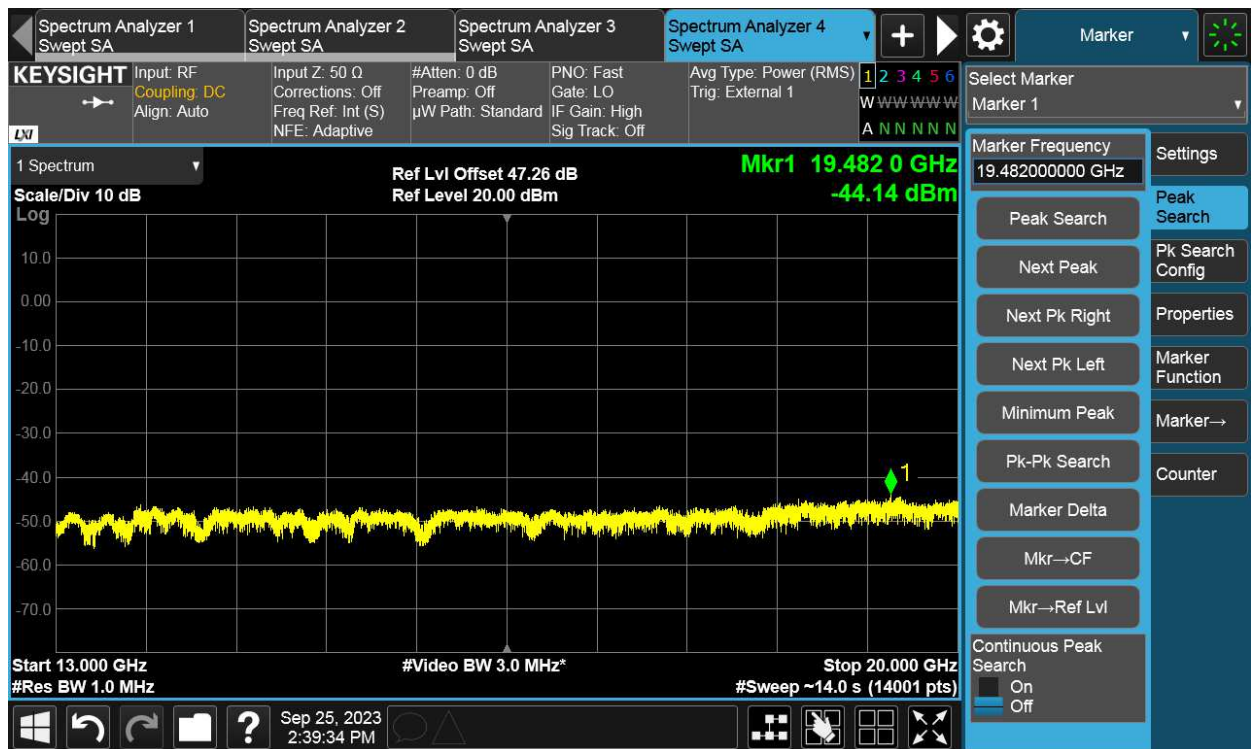 Spectrum Analyzer 1
Swept SA
Spectrum Analyzer 2
Swept SA
Spectrum Analyzer 3
Swept SA
Spectrum Analyzer 4
Swept SA
+
Marker
KEYSIGHT
LXI
Input: RF
Coupling: DC
Align: Auto
Input Z: 50 Ω
Corrections: Off
Freq Ref: Int (S)
NFE: Adaptive
#Atten: 0 dB
Preamp: Off
µW Path: Standard
PNO: Fast
Gate: LO
IF Gain: High
Sig Track: Off
Avg Type: Power (RMS)
Trig: External 1
1 2 3 4 5 6
W W W W W W
A N N N N N
Select Marker
Marker 1
1 Spectrum
Scale/Div 10 dB
Log
Ref Lvl Offset 47.26 dB
Ref Level 20.00 dBm
Mkr1 19.482 0 GHz
-44.14 dBm
10.0
0.00
-10.0
-20.0
-30.0
-40.0
-50.0
-60.0
-70.0
1
Start 13.000 GHz
#Res BW 1.0 MHz
#Video BW 3.0 MHz*
Stop 20.000 GHz
#Sweep ~14.0 s (14001 pts)
Marker Frequency
19.482000000 GHz
Peak Search
Next Peak
Next Pk Right
Next Pk Left
Minimum Peak
Pk-Pk Search
Marker Delta
Mkr→CF
Mkr→Ref Lvl
Continuous Peak
Search
On
Off
Settings
Peak
Search
Pk Search
Config
Properties
Marker
Function
Marker→
Counter
?
Sep 25, 2023
2:39:34 PM